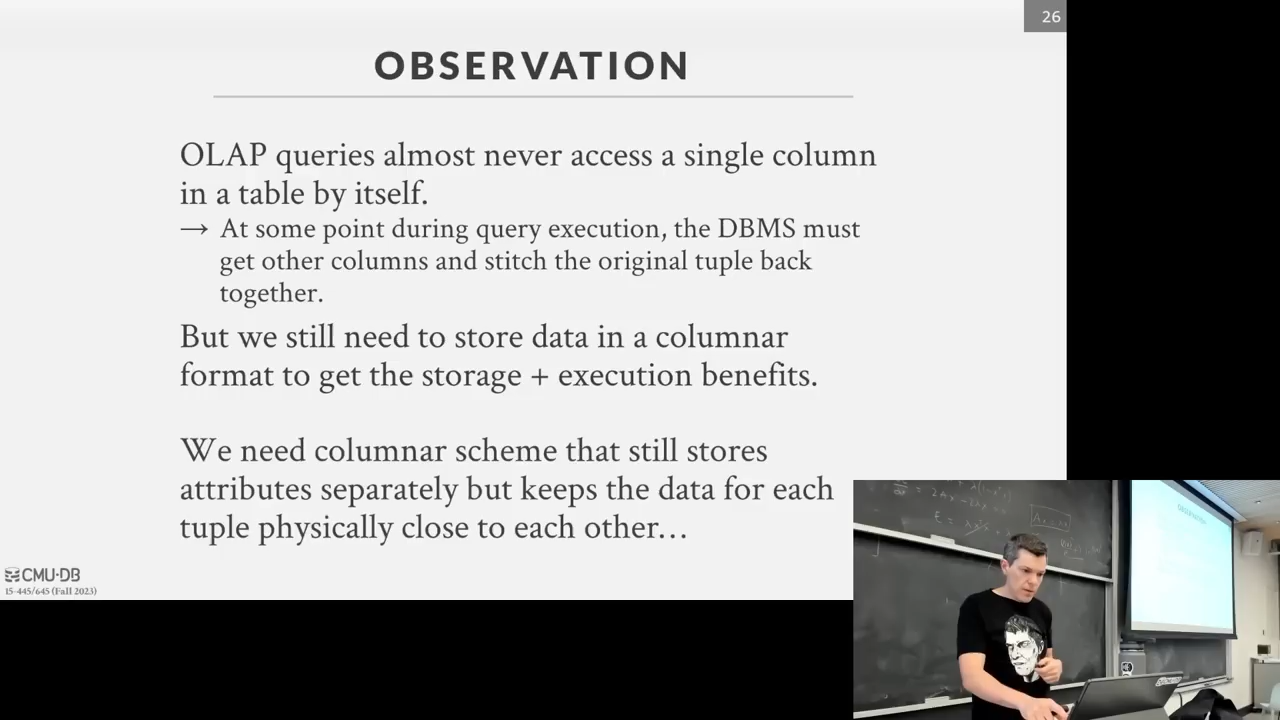 26
OBSERVATION
OLAP queries almost never access a single column
in a table by itself.
→ At some point during query execution, the DBMS must
get other columns and stitch the original tuple back
together.
But we still need to store data in a columnar
format to get the storage + execution benefits.
We need columnar scheme that still stores
attributes separately but keeps the data for each
tuple physically close to each other…
CMU·DB
15-445/645 (Fall 2023)
OBSERVATION